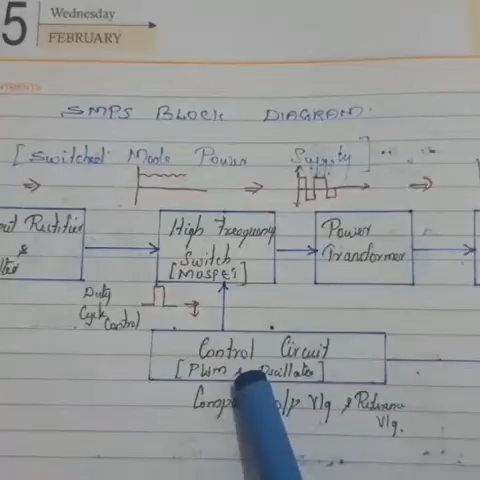 5 Wednesday
FEBRUARY
SMPS BLOCK DIAGRAM.
[Switched Mode Power Supply]
Rectifier
&
High Frequency
Switch
[MOSFET]
Power
Transformer
Duty
Cycle
Control
Control Circuit
[PWM & Oscillator]
o/p Vlg & Reference
Vlg.